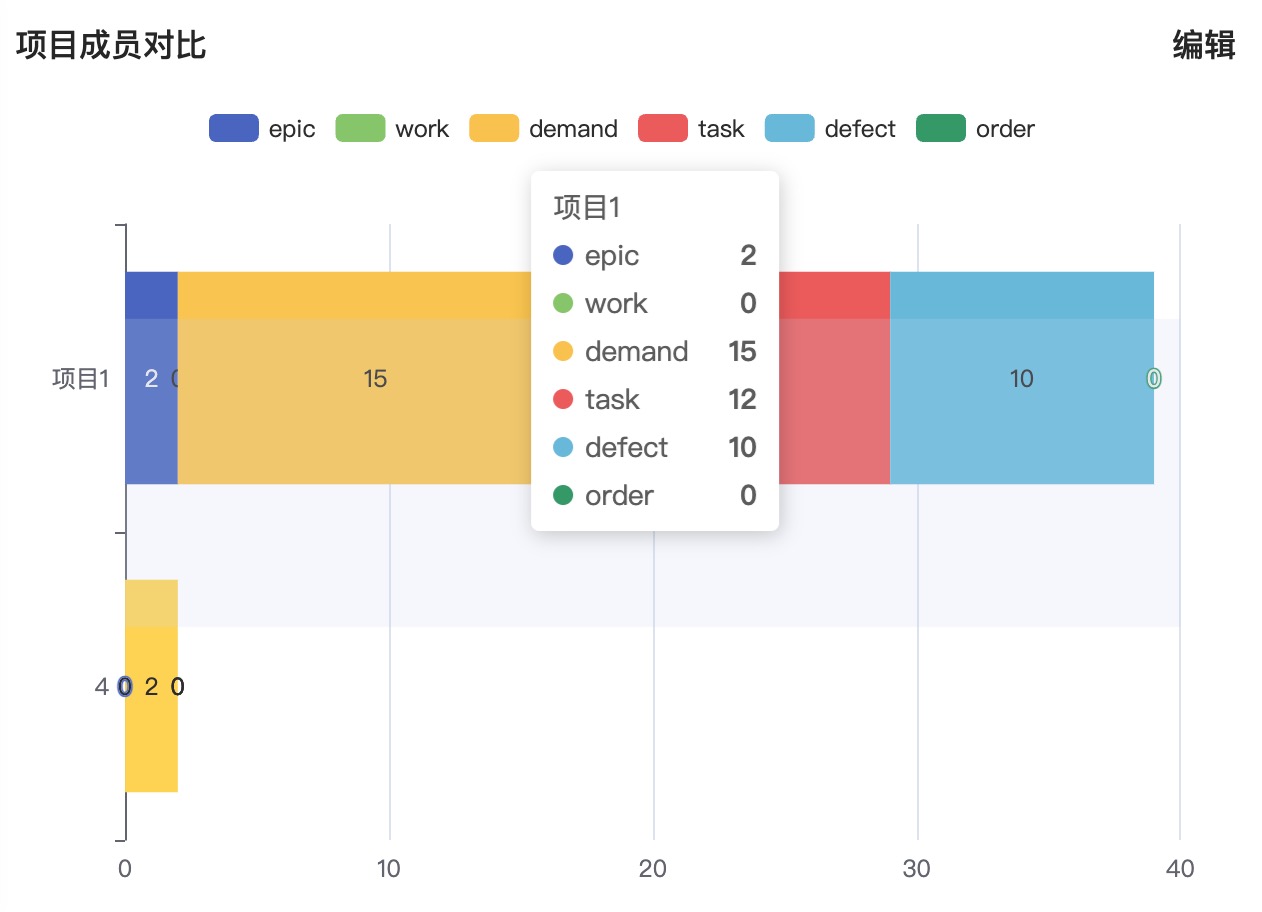 项目成员对比 编辑
epic work demand task defect order
项目1
epic 2
work 0
demand 15
task 12
defect 10
order 0
项目1 2 0 15 10 0
4 0 2 0
0 10 20 30 40